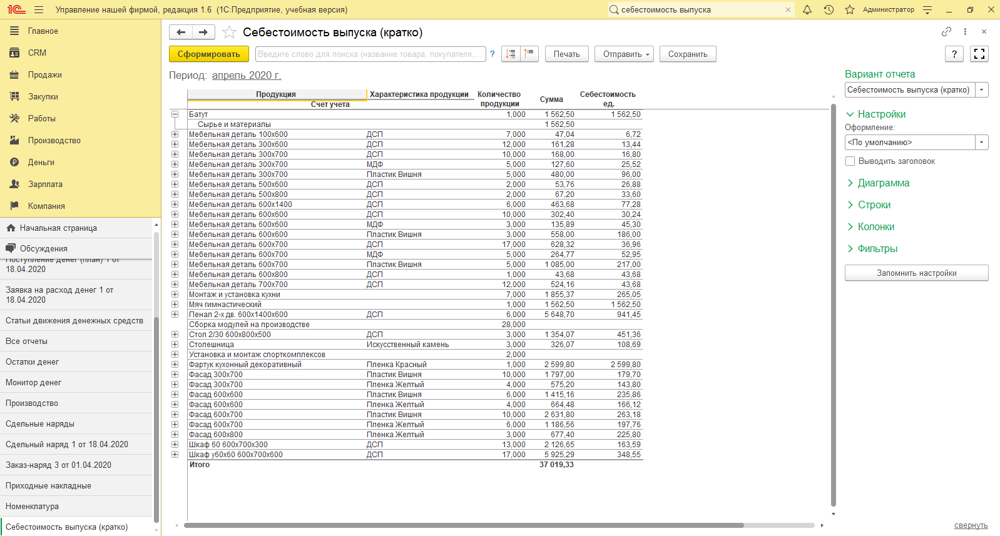 1С Управление нашей фирмой, редакция 1.6 (1С:Предприятие, учебная версия)
себестоимость выпуска
Администратор
Главное
CRM
Продажи
Закупки
Работы
Производство
Деньги
Зарплата
Компания
Начальная страница
Обсуждения
Поступление денег (план) 1 от
18.04.2020
Заявка на расход денег 1 от
18.04.2020
Статьи движения денежных средств
Все отчеты
Остатки денег
Монитор денег
Производство
Сдельные наряды
Сдельный наряд 1 от 18.04.2020
Заказ-наряд 3 от 01.04.2020
Приходные накладные
Номенклатура
Себестоимость выпуска (кратко)
Себестоимость выпуска (кратко)
Сформировать Введите слово для поиска (название товара, покупателя,... ? Печать Отправить Сохранить ?
Период: апрель 2020 г.
Продукция Характеристика продукции Количество продукции Сумма Себестоимость ед.
Счет учета
Батут 1,000 1 562,50 1 562,50
Сырье и материалы 1 562,50
Мебельная деталь 100х600 ДСП 7,000 47,04 6,72
Мебельная деталь 300х600 ДСП 12,000 161,28 13,44
Мебельная деталь 300х700 ДСП 10,000 168,00 16,80
Мебельная деталь 300х700 МДФ 5,000 127,60 25,52
Мебельная деталь 300х700 Пластик Вишня 5,000 480,00 96,00
Мебельная деталь 500х600 ДСП 2,000 53,76 26,88
Мебельная деталь 500х800 ДСП 2,000 67,20 33,60
Мебельная деталь 600х1400 ДСП 6,000 463,68 77,28
Мебельная деталь 600х600 ДСП 10,000 302,40 30,24
Мебельная деталь 600х600 МДФ 3,000 135,89 45,30
Мебельная деталь 600х600 Пластик Вишня 3,000 558,00 186,00
Мебельная деталь 600х700 ДСП 17,000 628,32 36,96
Мебельная деталь 600х700 МДФ 5,000 264,77 52,95
Мебельная деталь 600х700 Пластик Вишня 5,000 1 085,00 217,00
Мебельная деталь 600х800 ДСП 1,000 43,68 43,68
Мебельная деталь 700х700 ДСП 12,000 524,16 43,68
Монтаж и установка кухни 7,000 1 855,37 265,05
Мяч гимнастический 1,000 1 562,50 1 562,50
Пенал 2-х дв. 600х1400х600 ДСП 6,000 5 648,70 941,45
Сборка модулей на производстве 28,000
Стол 2/30 600х800х500 ДСП 3,000 1 354,07 451,36
Столешница Искусственный камень 3,000 326,07 108,69
Установка и монтаж спорткомплексов 2,000
Фартук кухонный декоративный Пленка Красный 1,000 2 599,80 2 599,80
Фасад 300х700 Пластик Вишня 10,000 1 797,00 179,70
Фасад 300х700 Пленка Желтый 4,000 575,20 143,80
Фасад 600х600 Пластик Вишня 6,000 1 415,16 235,86
Фасад 600х600 Пленка Желтый 4,000 664,48 166,12
Фасад 600х700 Пластик Вишня 10,000 2 631,80 263,18
Фасад 600х700 Пленка Желтый 6,000 1 186,56 197,76
Фасад 600х800 Пленка Желтый 3,000 677,40 225,80
Шкаф 60 600х700х300 ДСП 13,000 2 126,65 163,59
Шкаф у60х60 600х700х600 ДСП 17,000 5 925,29 348,55
Итого 37 019,33
Вариант отчета
Себестоимость выпуска (кратко)
Настройки
Оформление:
<По умолчанию>
Выводить заголовок
Диаграмма
Строки
Колонки
Фильтры
Запомнить настройки
свернуть